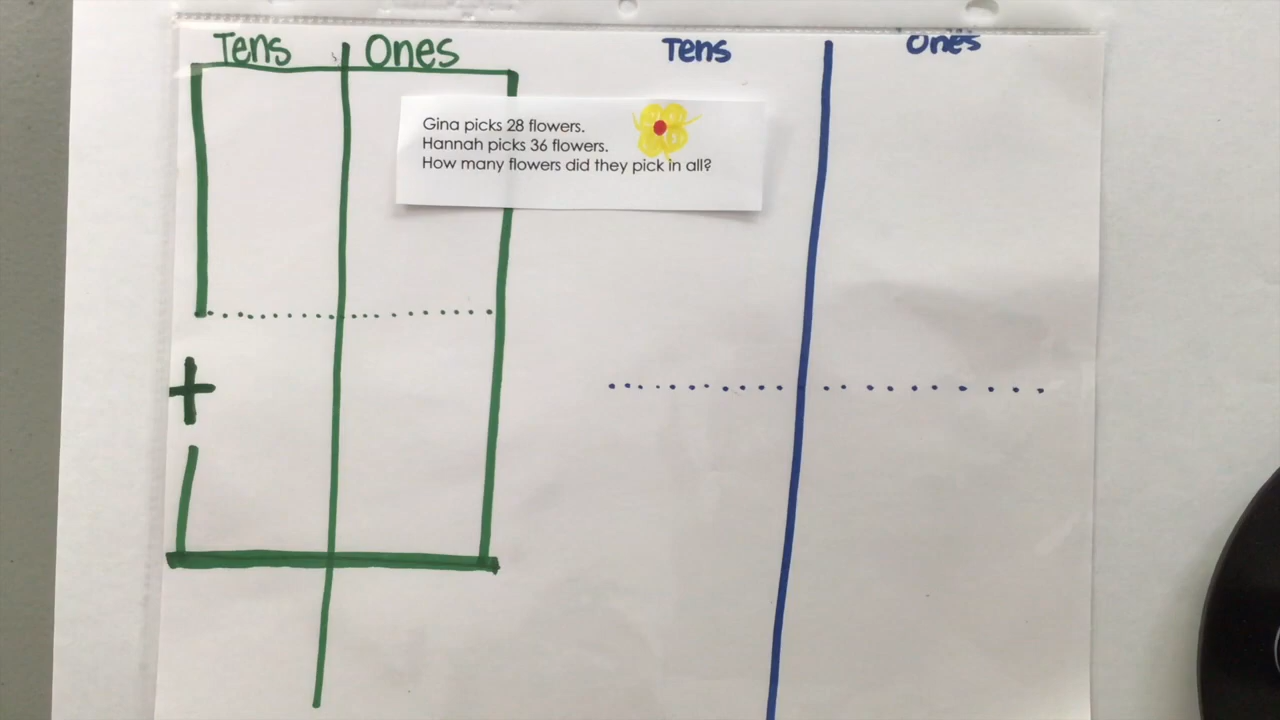 Tens Ones Tens Ones
Gina picks 28 flowers.
Hannah picks 36 flowers.
How many flowers did they pick in all?
+